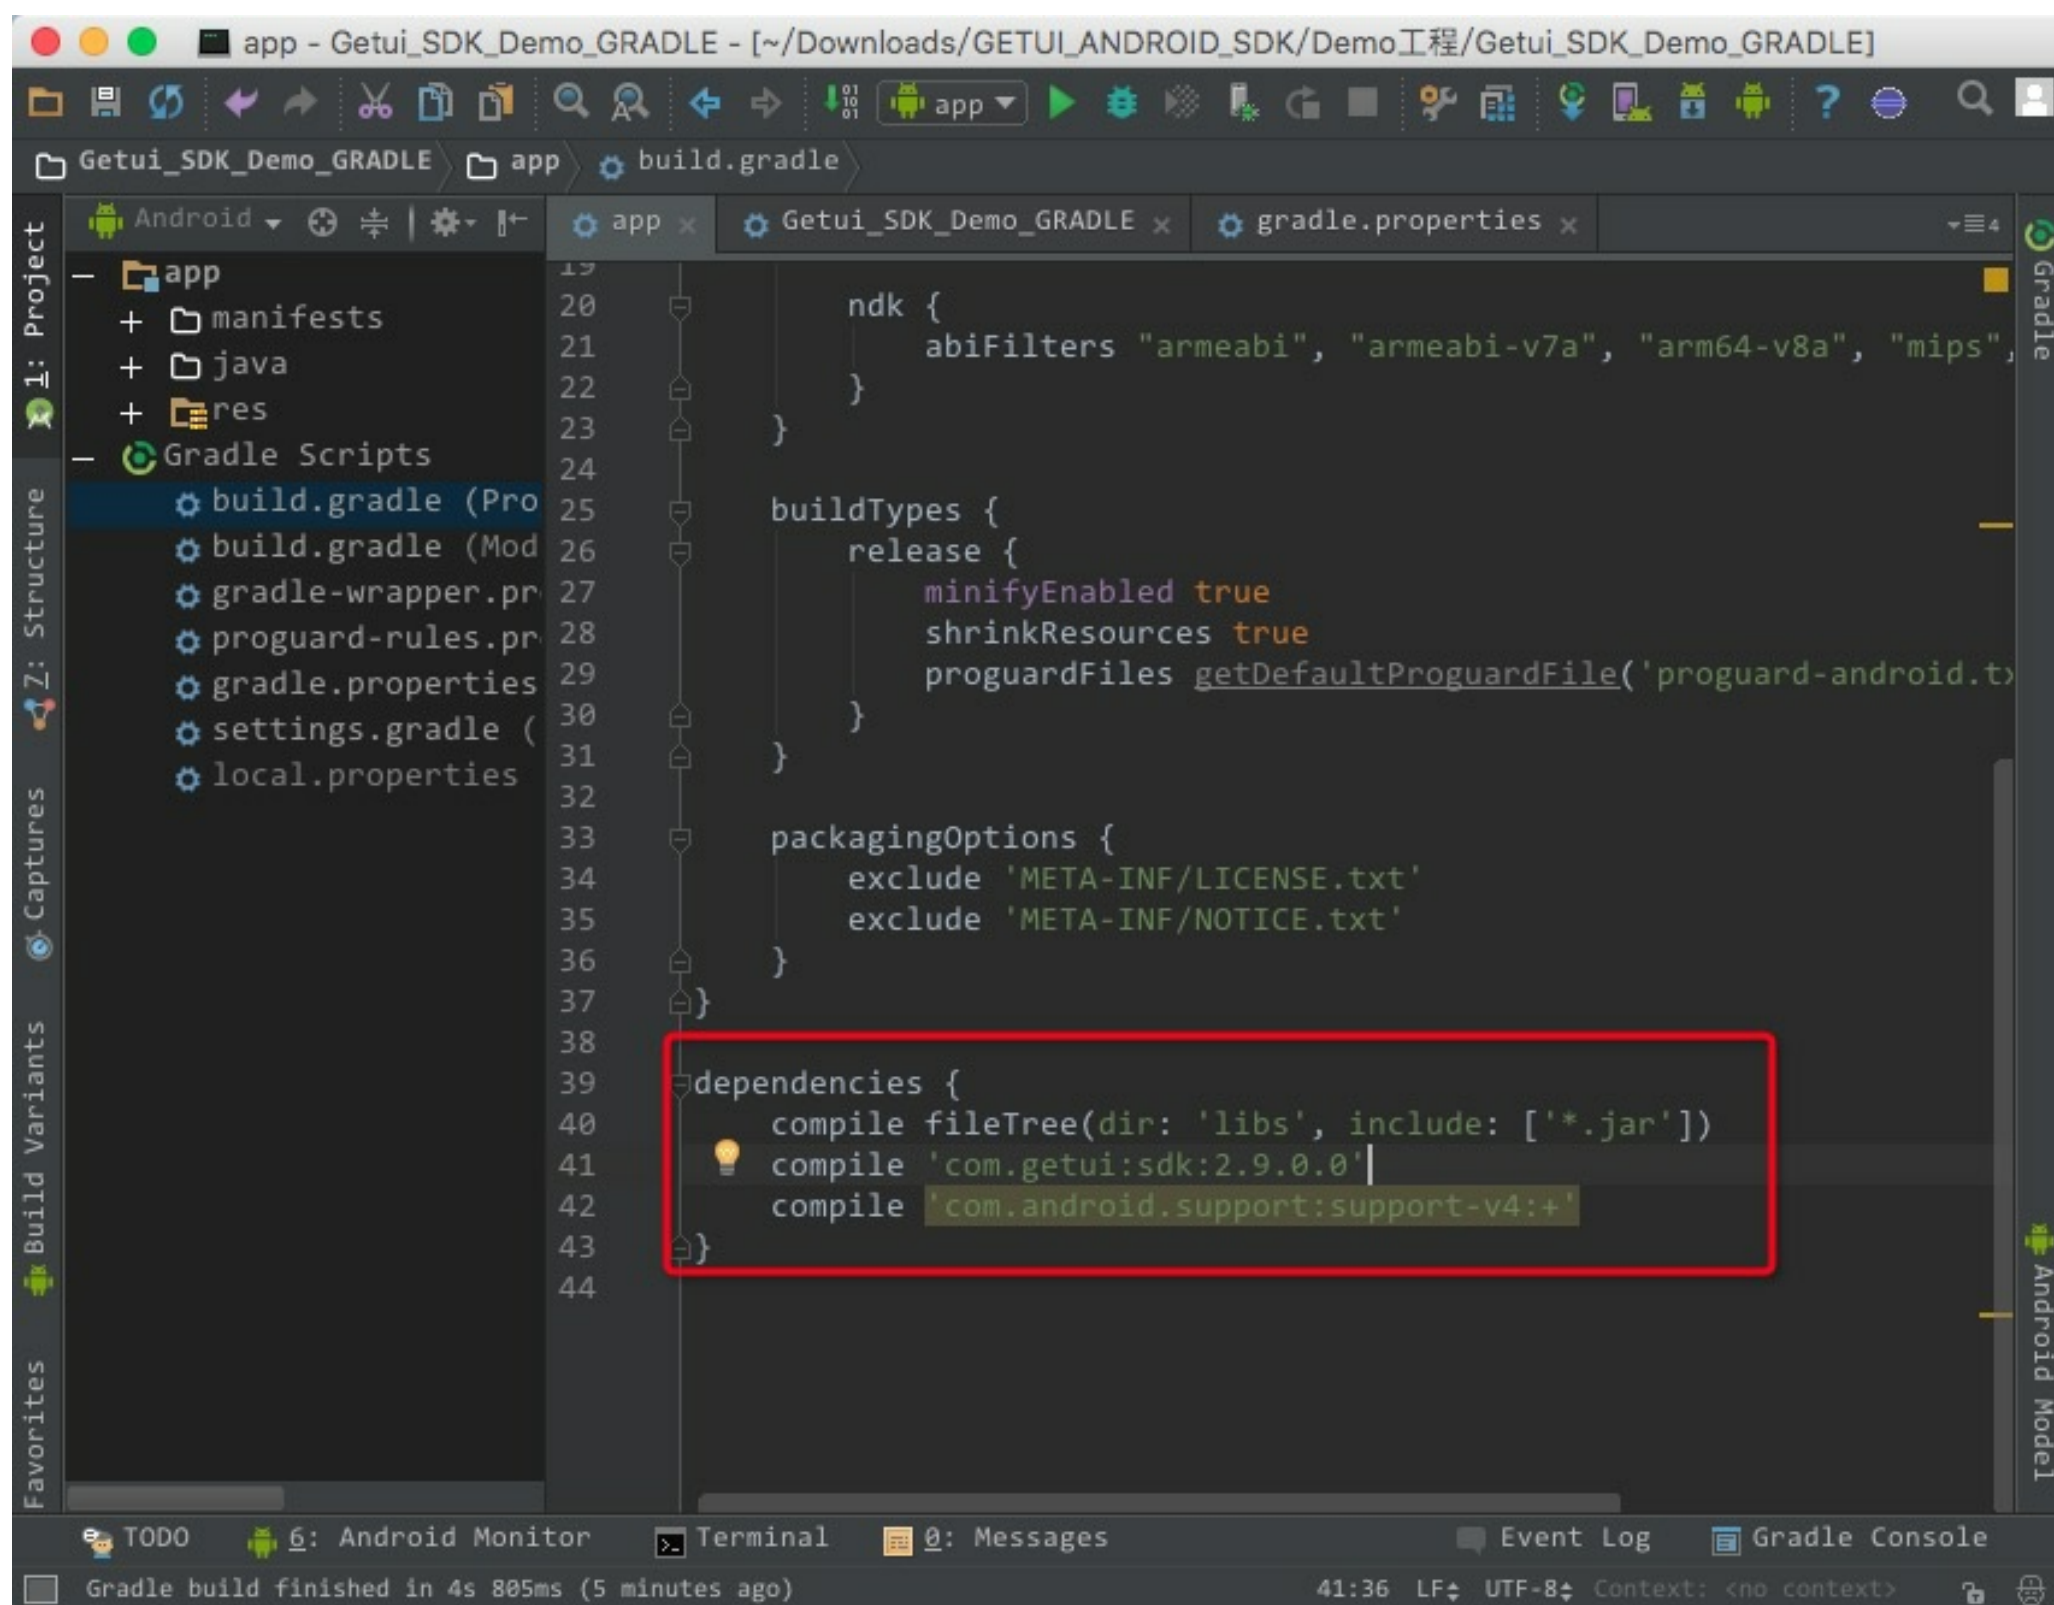 app - Getui_SDK_Demo_GRADLE - [~/Downloads/GETUI_ANDROID_SDK/Demo工程/Getui_SDK_Demo_GRADLE]
app
Getui_SDK_Demo_GRADLE app build.gradle
Android app Getui_SDK_Demo_GRADLE gradle.properties 4
1: Project
7: Structure
Captures
Build Variants
Favorites
app
manifests
java
res
Gradle Scripts
build.gradle (Pro
build.gradle (Mod
gradle-wrapper.pr
proguard-rules.pr
gradle.properties
settings.gradle (
local.properties
19
20 ndk {
21 abiFilters "armeabi", "armeabi-v7a", "arm64-v8a", "mips",
22 }
23 }
24
25 buildTypes {
26 release {
27 minifyEnabled true
28 shrinkResources true
29 proguardFiles getDefaultProguardFile('proguard-android.tx
30 }
31 }
32
33 packagingOptions {
34 exclude 'META-INF/LICENSE.txt'
35 exclude 'META-INF/NOTICE.txt'
36 }
37 }
38
39 dependencies {
40 compile fileTree(dir: 'libs', include: ['*.jar'])
41 compile 'com.getui:sdk:2.9.0.0'
42 compile 'com.android.support:support-v4:+'
43 }
44
Gradle
Android Model
TODO 6: Android Monitor Terminal 0: Messages Event Log Gradle Console
Gradle build finished in 4s 805ms (5 minutes ago) 41:36 LF UTF-8 Context: <no context>